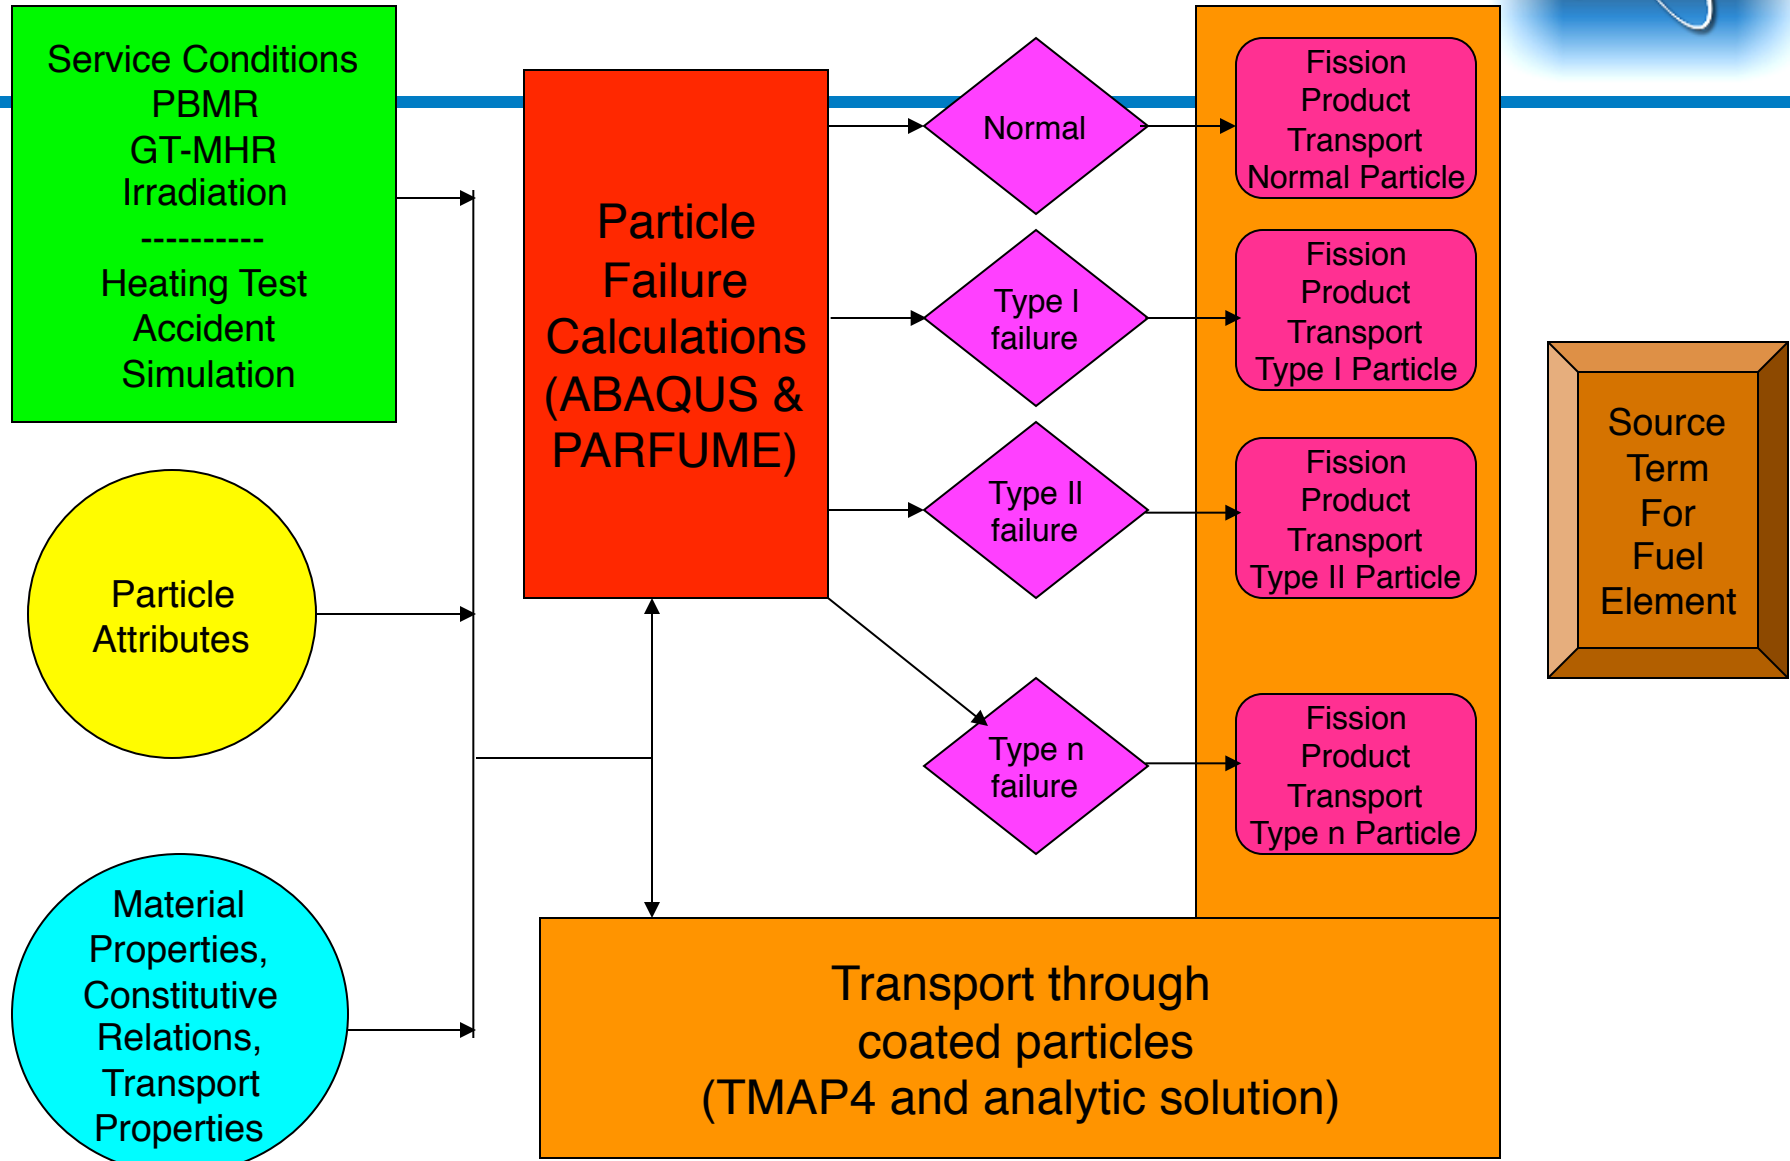 Service Conditions
PBMR
GT-MHR
Irradiation
----------
Heating Test
Accident
Simulation
Particle
Attributes
Material
Properties,
Constitutive
Relations,
Transport
Properties
Particle
Failure
Calculations
(ABAQUS &
PARFUME)
Normal
Type I
failure
Type II
failure
Type n
failure
Fission
Product
Transport
Normal Particle
Fission
Product
Transport
Type I Particle
Fission
Product
Transport
Type II Particle
Fission
Product
Transport
Type n Particle
Transport through
coated particles
(TMAP4 and analytic solution)
Source
Term
For
Fuel
Element